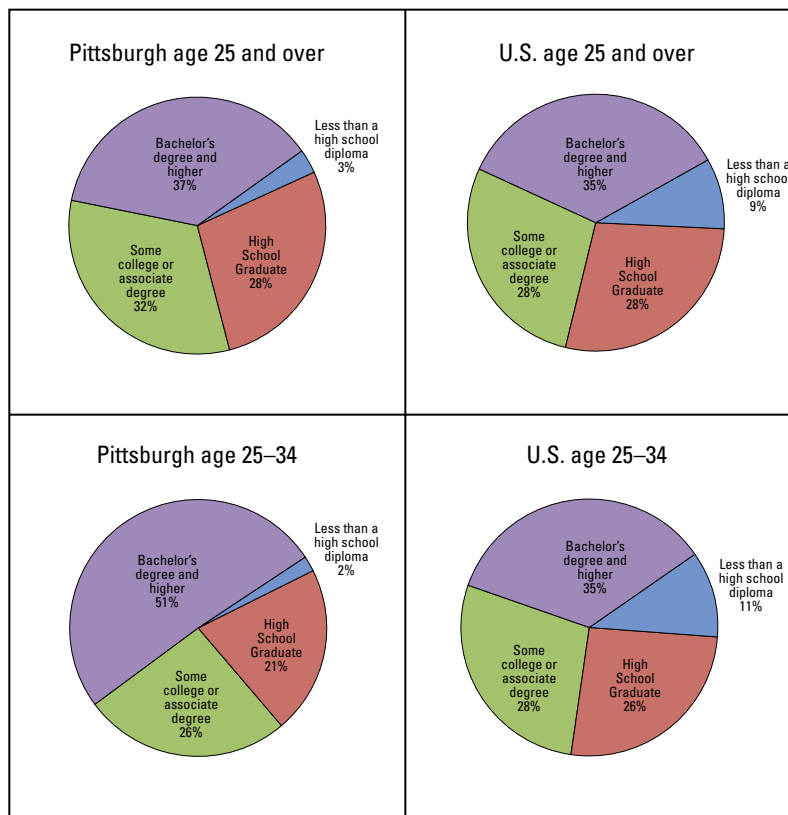 Pittsburgh age 25 and over
Bachelor's
degree and
higher
37%
Less than a
high school
diploma
3%
Some
college or
associate
degree
32%
High
School
Graduate
28%
U.S. age 25 and over
Bachelor's
degree and
higher
35%
Less than a
high school
diploma
9%
Some
college or
associate
degree
28%
High
School
Graduate
28%
Pittsburgh age 25–34
Bachelor's
degree and
higher
51%
Less than a
high school
diploma
2%
High
School
Graduate
21%
Some
college or
associate
degree
26%
U.S. age 25–34
Bachelor's
degree and
higher
35%
Less than a
high school
diploma
11%
Some
college or
associate
degree
28%
High
School
Graduate
26%